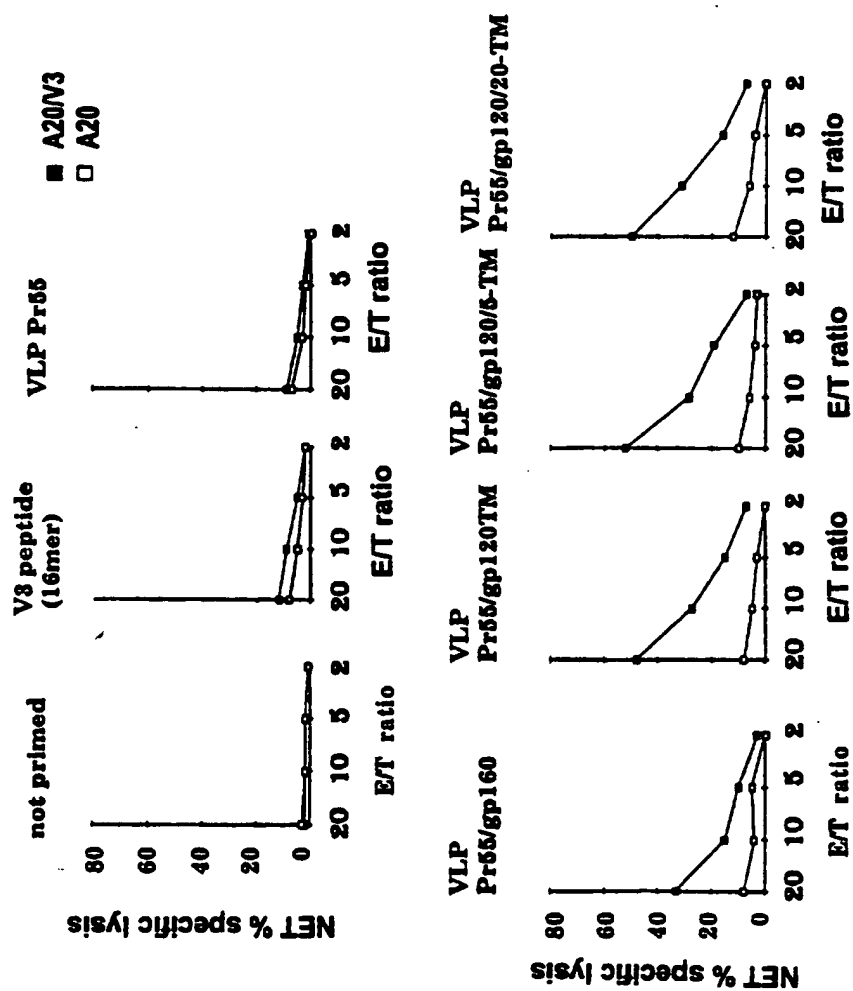 not primed
V3 peptide
(16mer)
VLP Pr55
A20/V3
A20
NET % specific lysis
80
60
40
20
0
20 10 5 2
E/T ratio
20 10 5 2
E/T ratio
20 10 5 2
E/T ratio
VLP
Pr55/gp160
VLP
Pr55/gp120TM
VLP
Pr55/gp120/5-TM
VLP
Pr55/gp120/20-TM
NET % specific lysis
80
60
40
20
0
20 10 5 2
E/T ratio
20 10 5 2
E/T ratio
20 10 5 2
E/T ratio
20 10 5 2
E/T ratio